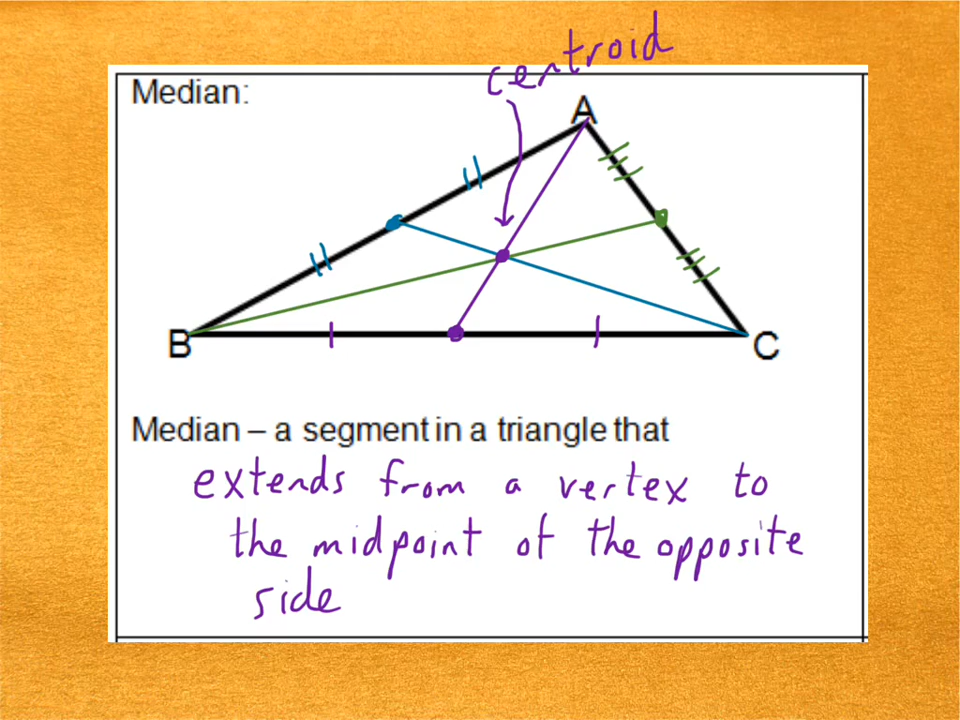 centroid
Median:
A
B
C
Median – a segment in a triangle that
extends from a vertex to
the midpoint of the opposite
side